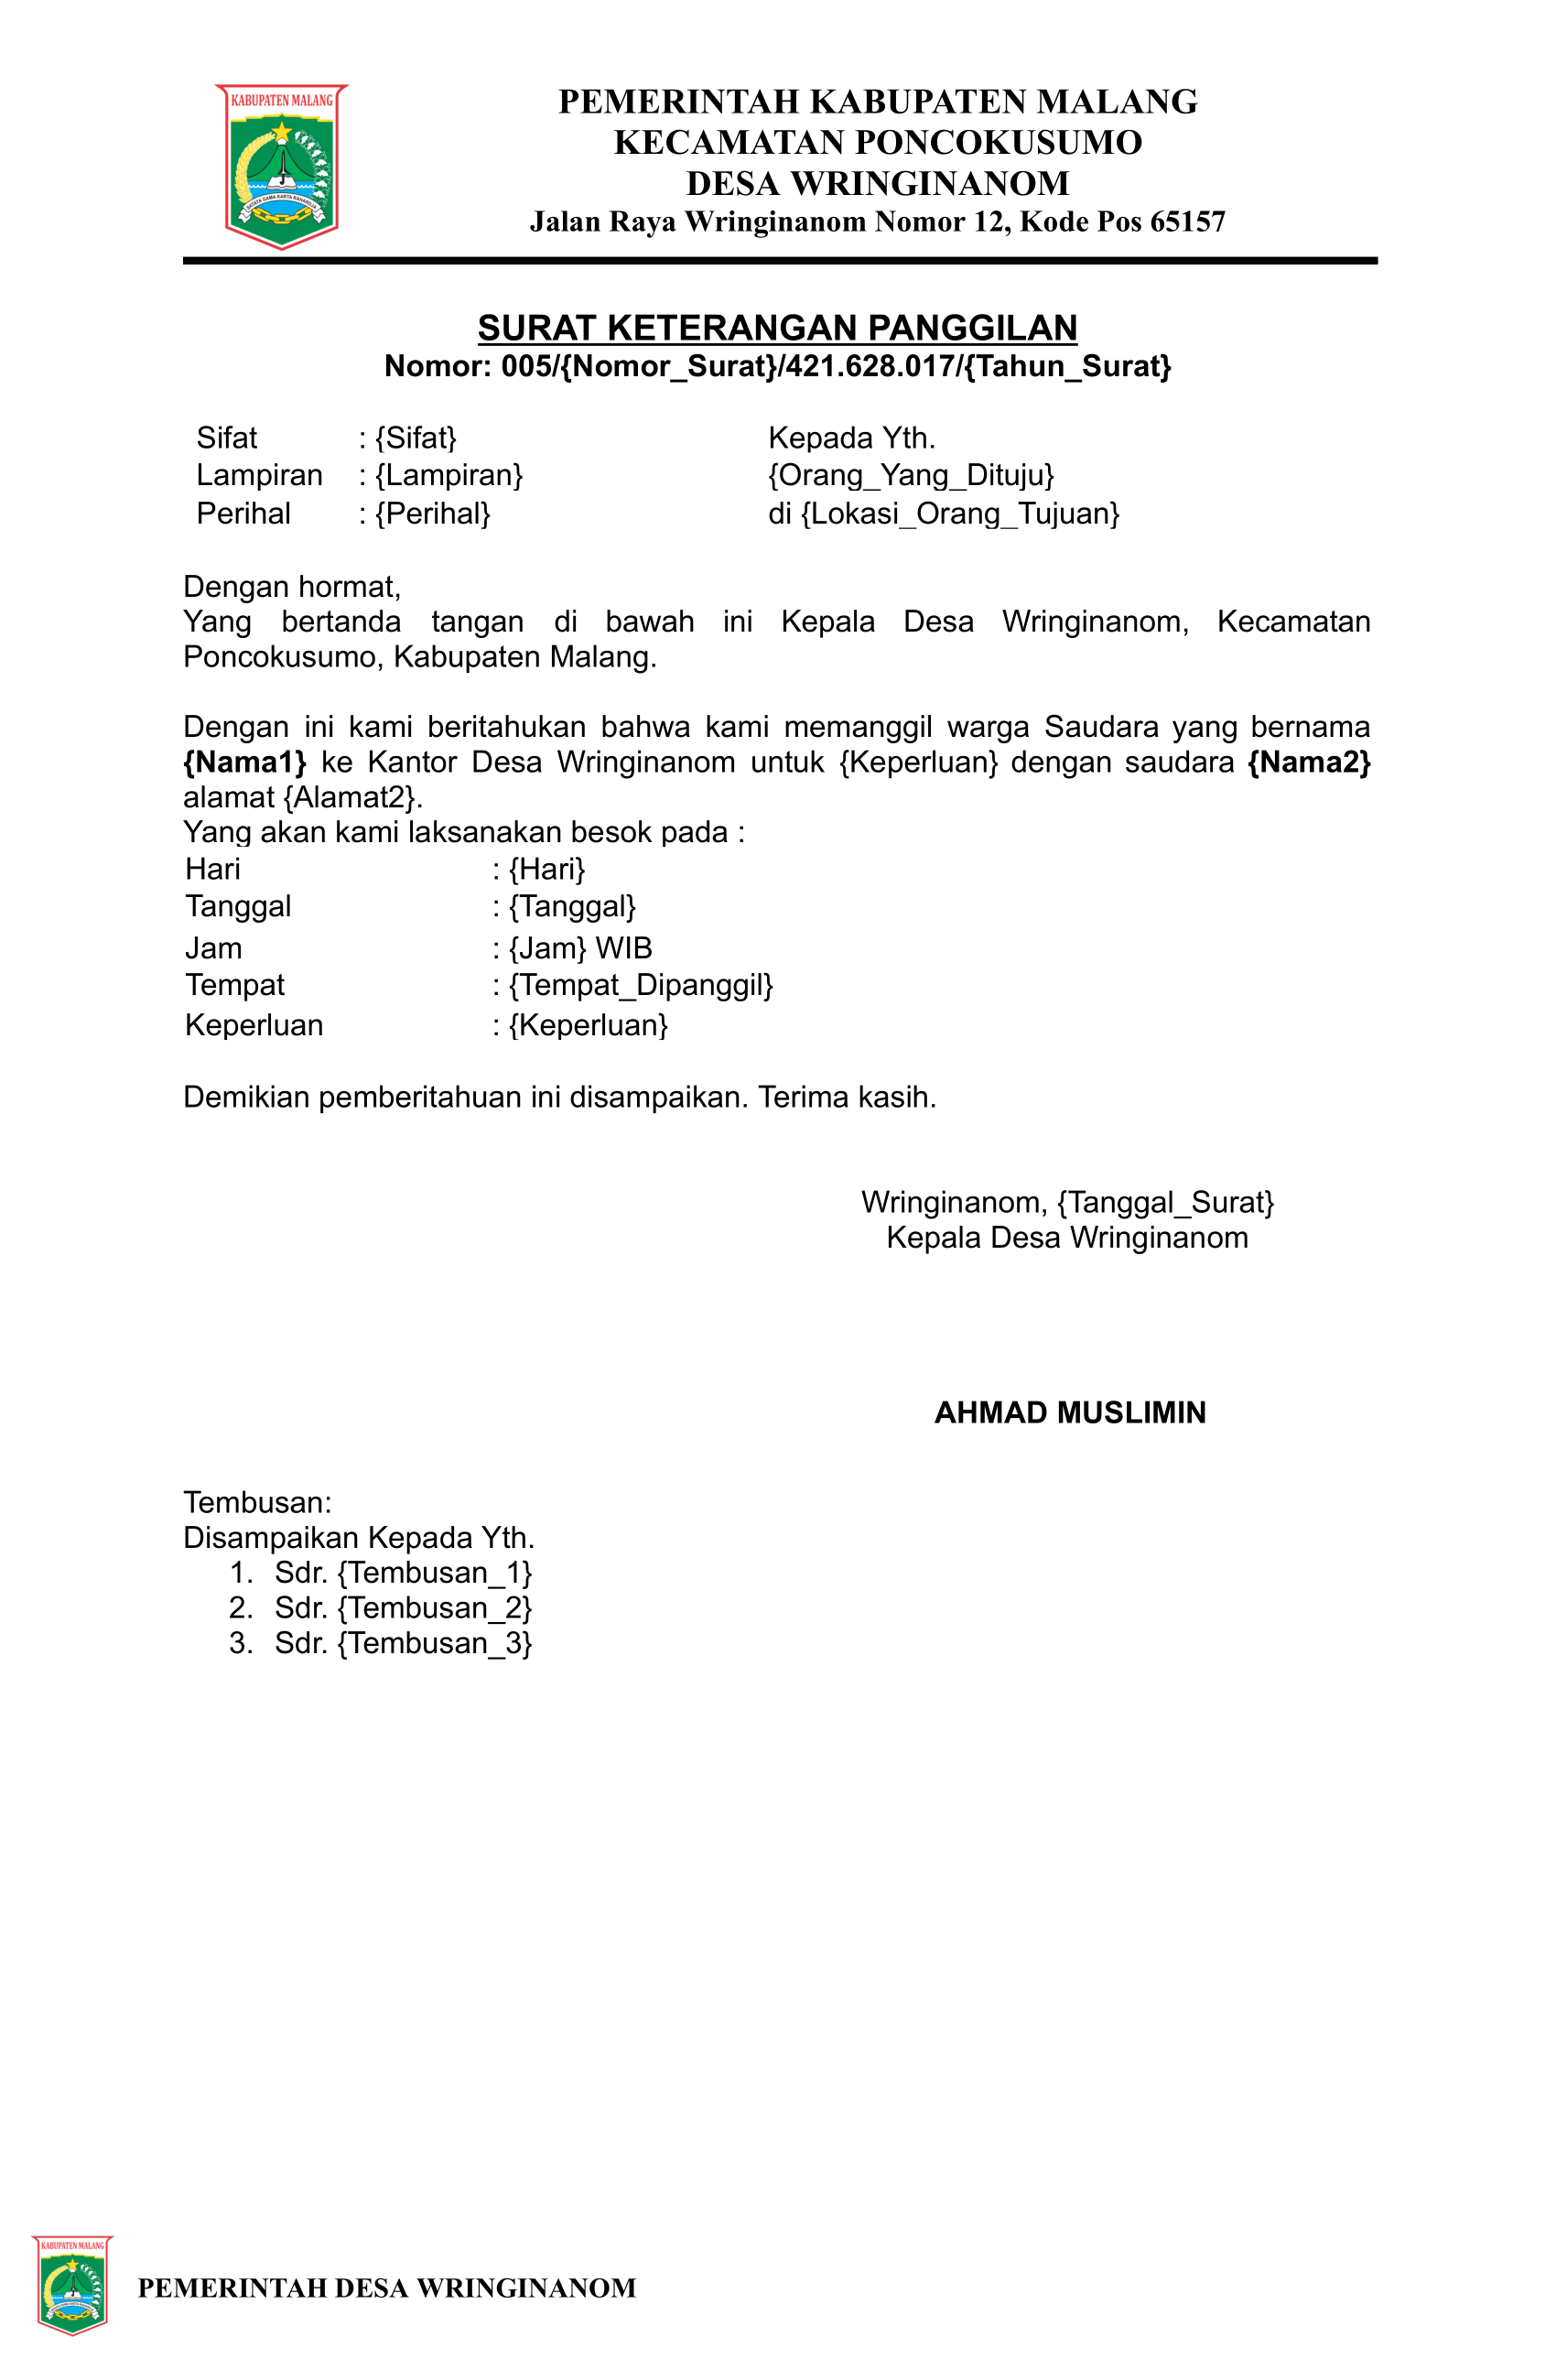 KABUPATEN MALANG
SATATA GAMA KARTA RAHARJA
PEMERINTAH KABUPATEN MALANG
KECAMATAN PONCOKUSUMO
DESA WRINGINANOM
Jalan Raya Wringinanom Nomor 12, Kode Pos 65157
SURAT KETERANGAN PANGGILAN
Nomor: 005/{Nomor_Surat}/421.628.017/{Tahun_Surat}
Sifat : {Sifat} Kepada Yth.
Lampiran : {Lampiran} {Orang_Yang_Dituju}
Perihal : {Perihal} di {Lokasi_Orang_Tujuan}
Dengan hormat,
Yang bertanda tangan di bawah ini Kepala Desa Wringinanom, Kecamatan
Poncokusumo, Kabupaten Malang.
Dengan ini kami beritahukan bahwa kami memanggil warga Saudara yang bernama
{Nama1} ke Kantor Desa Wringinanom untuk {Keperluan} dengan saudara {Nama2}
alamat {Alamat2}.
Yang akan kami laksanakan besok pada :
Hari : {Hari}
Tanggal : {Tanggal}
Jam : {Jam} WIB
Tempat : {Tempat_Dipanggil}
Keperluan : {Keperluan}
Demikian pemberitahuan ini disampaikan. Terima kasih.
Wringinanom, {Tanggal_Surat}
Kepala Desa Wringinanom
AHMAD MUSLIMIN
Tembusan:
Disampaikan Kepada Yth.
1. Sdr. {Tembusan_1}
2. Sdr. {Tembusan_2}
3. Sdr. {Tembusan_3}
KABUPATEN MALANG
PEMERINTAH DESA WRINGINANOM